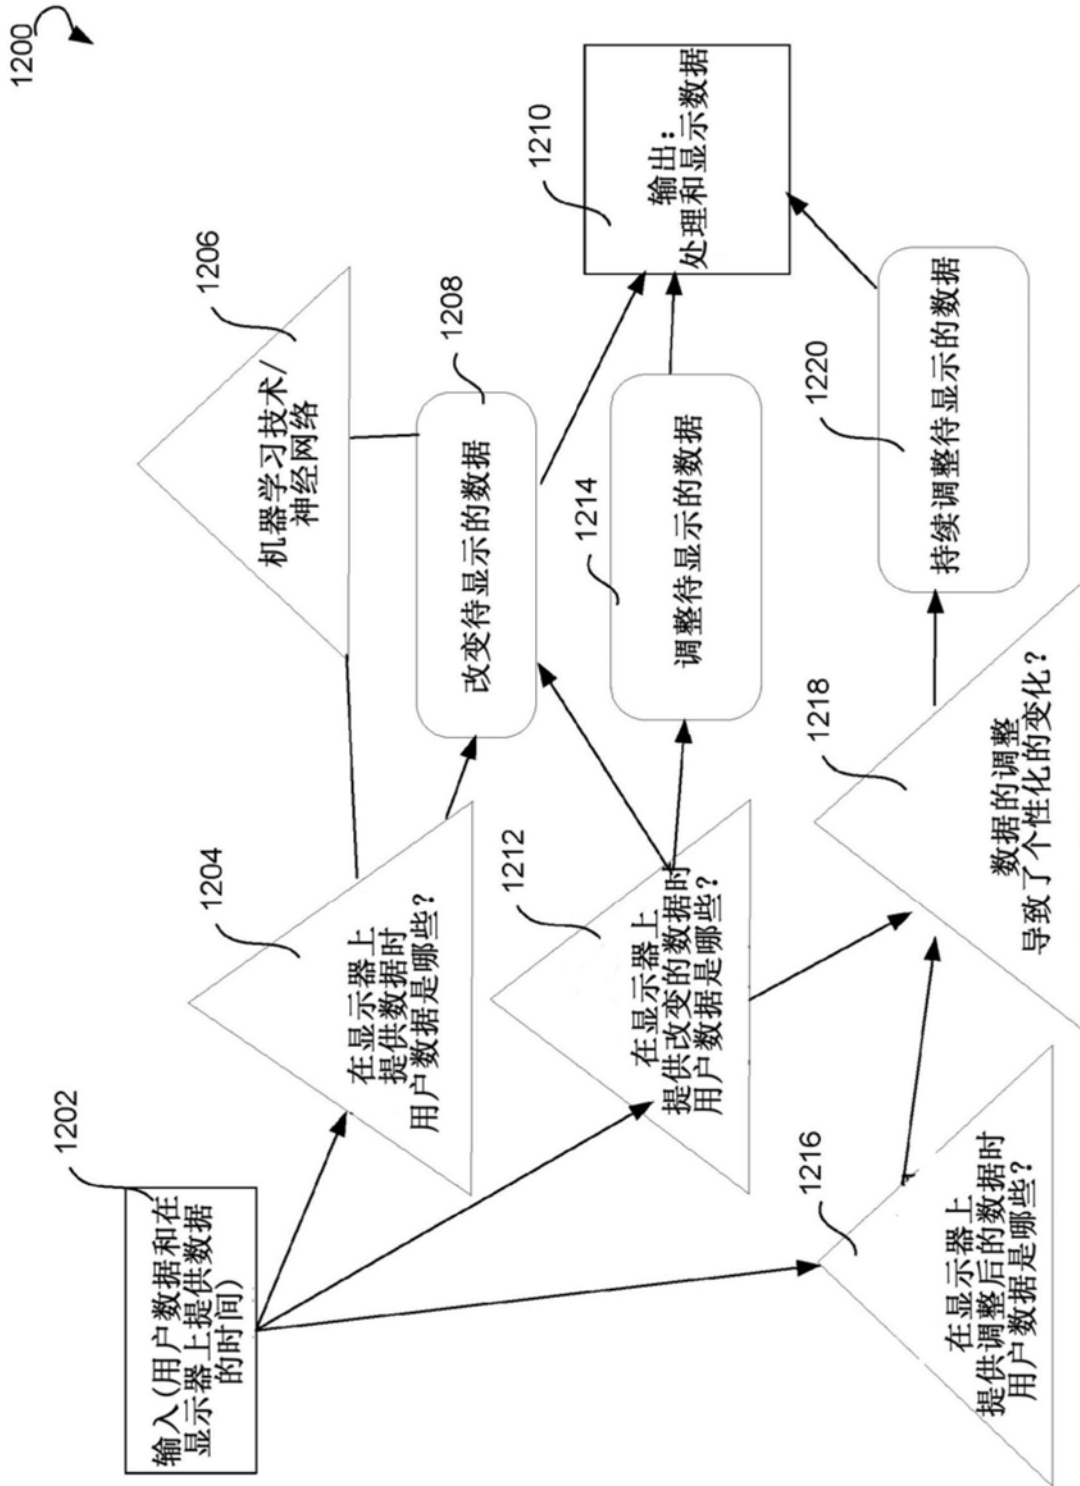 1200
1202
输入(用户数据和在
显示器上提供数据
的时间)
1204
在显示器上
提供数据时
用户数据是哪些?
1206
机器学习技术/
神经网络
1208
改变待显示的数据
1210
输出:
处理和显示数据
1212
在显示器上
提供改变的数据时
用户数据是哪些?
1214
调整待显示的数据
1216
在显示器上
提供调整后的数据时
用户数据是哪些?
1218
数据的调整
导致了个性化的变化?
1220
持续调整待显示的数据